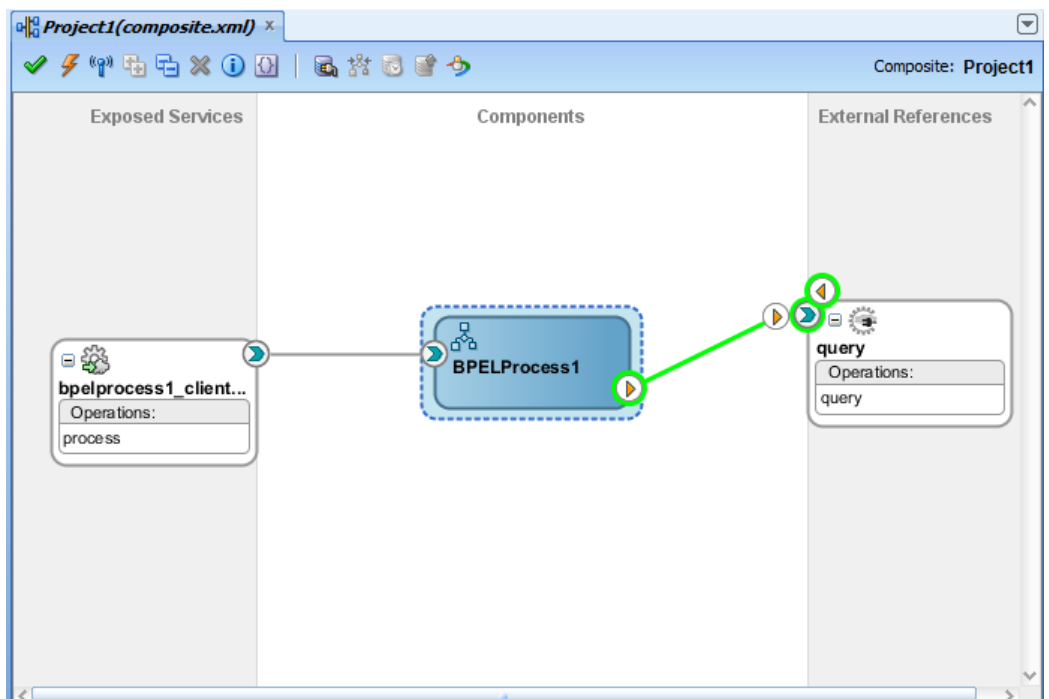 Project1(composite.xml)
Composite: Project1
Exposed Services
Components
External References
bpelprocess1_client...
Operations:
process
BPELProcess1
query
Operations:
query